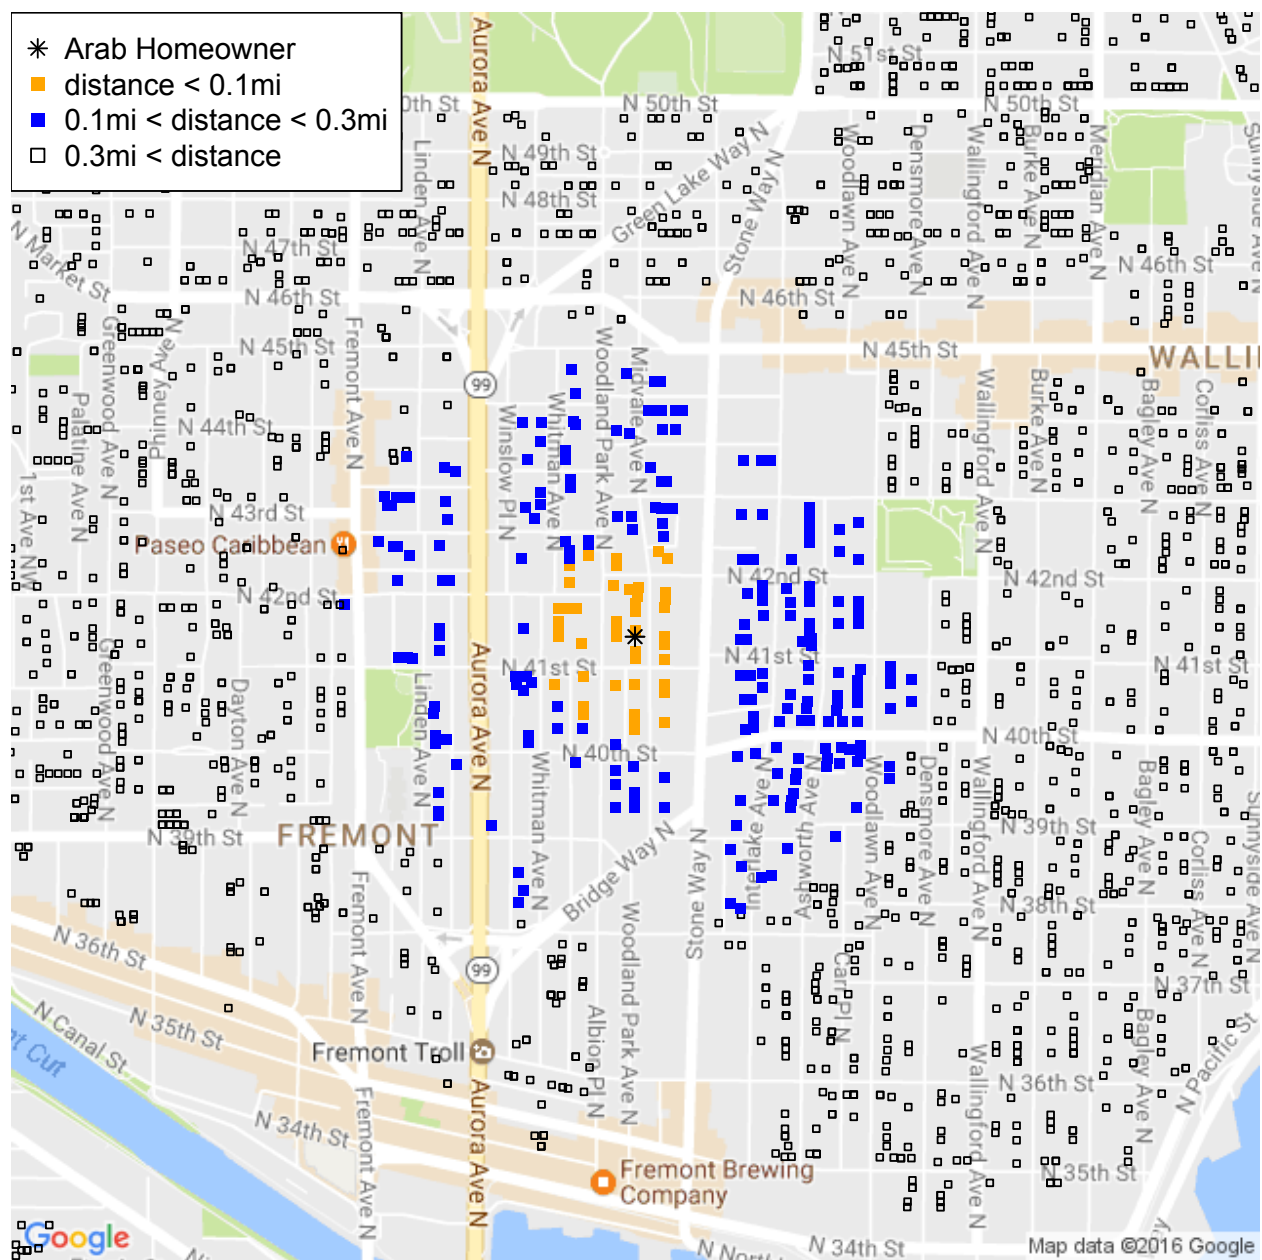 Arab Homeowner
distance < 0.1mi
0.1mi < distance < 0.3mi
0.3mi < distance
Aurora Ave N
N 51st St
0th St
N 50th St
N 50th St
Linden Ave N
N 49th St
N 48th St
Green Lake Way N
Stone Way N
Woodlawn Ave N
Densmore Ave N
Wallingford Ave N
Burke Ave N
Meridian Ave N
Sunnyside Ave N
N Market St
N 47th St
N 46th St
N 46th St
N 46th St
N 45th St
N 45th St
WALLI
Greenwood Ave N
Phinney Ave N
Fremont Ave N
99
Woodland Park Ave N
Midvale Ave N
Whitman Ave N
Winslow Pl N
Palatine Ave N
N 44th St
Wallingford Ave N
Burke Ave N
Bagley Ave N
Corliss Ave N
1st Ave NW
N 43rd St
Paseo Caribbean
N 42nd St
N 42nd St
N 42nd St
Greenwood Ave N
Dayton Ave N
Linden Ave N
Aurora Ave N
N 41st St
N 41st St
N 41st St
N 40th St
N 40th St
Whitman Ave N
Interlake Ave N
Ashworth Ave N
Woodlawn Ave N
Densmore Ave N
Wallingford Ave N
Bagley Ave N
Corliss Ave N
Sunnyside Ave N
N 39th St
FREMONT
N 39th St
Bridge Way N
Stone Way N
Fremont Ave N
N 38th St
Woodland Park Ave N
N 36th St
99
Carr Pl N
N 37th St
N Canal St
N 35th St
nt Cut
Fremont Troll
Albion Pl N
Wallingford Ave N
N 36th St
Bagley Ave N
N Pacific St
Fremont Ave N
Aurora Ave N
N 34th St
Fremont Brewing
Company
N 35th St
Google
N 34th St
Map data ©2016 Google